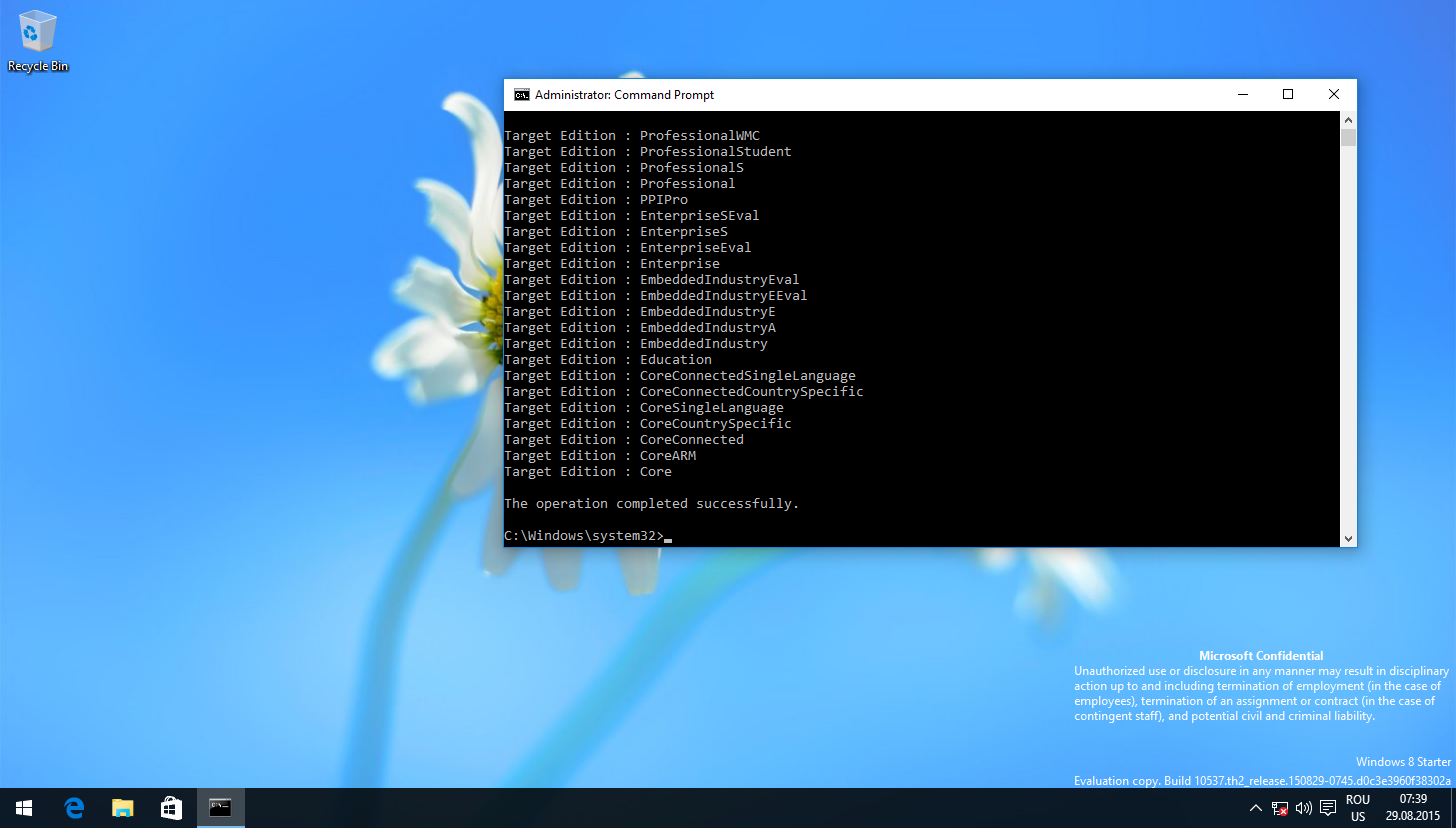 Recycle Bin
Administrator: Command Prompt
Target Edition : ProfessionalWMC
Target Edition : ProfessionalStudent
Target Edition : ProfessionalS
Target Edition : Professional
Target Edition : PPIPro
Target Edition : EnterpriseSEval
Target Edition : EnterpriseS
Target Edition : EnterpriseEval
Target Edition : Enterprise
Target Edition : EmbeddedIndustryEval
Target Edition : EmbeddedIndustryEEval
Target Edition : EmbeddedIndustryE
Target Edition : EmbeddedIndustryA
Target Edition : EmbeddedIndustry
Target Edition : Education
Target Edition : CoreConnectedSingleLanguage
Target Edition : CoreConnectedCountrySpecific
Target Edition : CoreSingleLanguage
Target Edition : CoreCountrySpecific
Target Edition : CoreConnected
Target Edition : CoreARM
Target Edition : Core
The operation completed successfully.
C:\Windows\system32>
Microsoft Confidential
Unauthorized use or disclosure in any manner may result in disciplinary
action up to and including termination of employment (in the case of
employees), termination of an assignment or contract (in the case of
contingent staff), and potential civil and criminal liability.
Windows 8 Starter
Evaluation copy. Build 10537.th2_release.150829-0745.d0c3e3960f38302a
ROU
US
07:39
29.08.2015